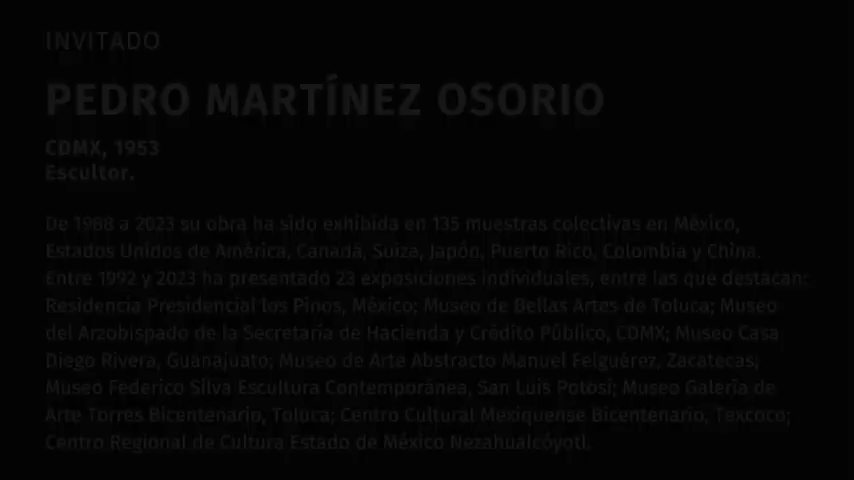 INVITADO
PEDRO MARTÍNEZ OSORIO
CDMX, 1953
Escultor.
De 1988 a 2023 su obra ha sido exhibida en 135 muestras colectivas en México,
Estados Unidos de América, Canadá, Suiza, Japón, Puerto Rico, Colombia y China.
Entre 1992 y 2023 ha presentado 23 exposiciones individuales, entre las que destacan:
Residencia Presidencial los Pinos, México; Museo de Bellas Artes de Toluca; Museo
del Arzobispado de la Secretaría de Hacienda y Crédito Público, CDMX; Museo Casa
Diego Rivera, Guanajuato; Museo de Arte Abstracto Manuel Felguérez, Zacatecas;
Museo Federico Silva Escultura Contemporánea, San Luis Potosí; Museo Galería de
Arte Torres Bicentenario, Toluca; Centro Cultural Mexiquense Bicentenario, Texcoco;
Centro Regional de Cultura Estado de México Nezahualcóyotl.